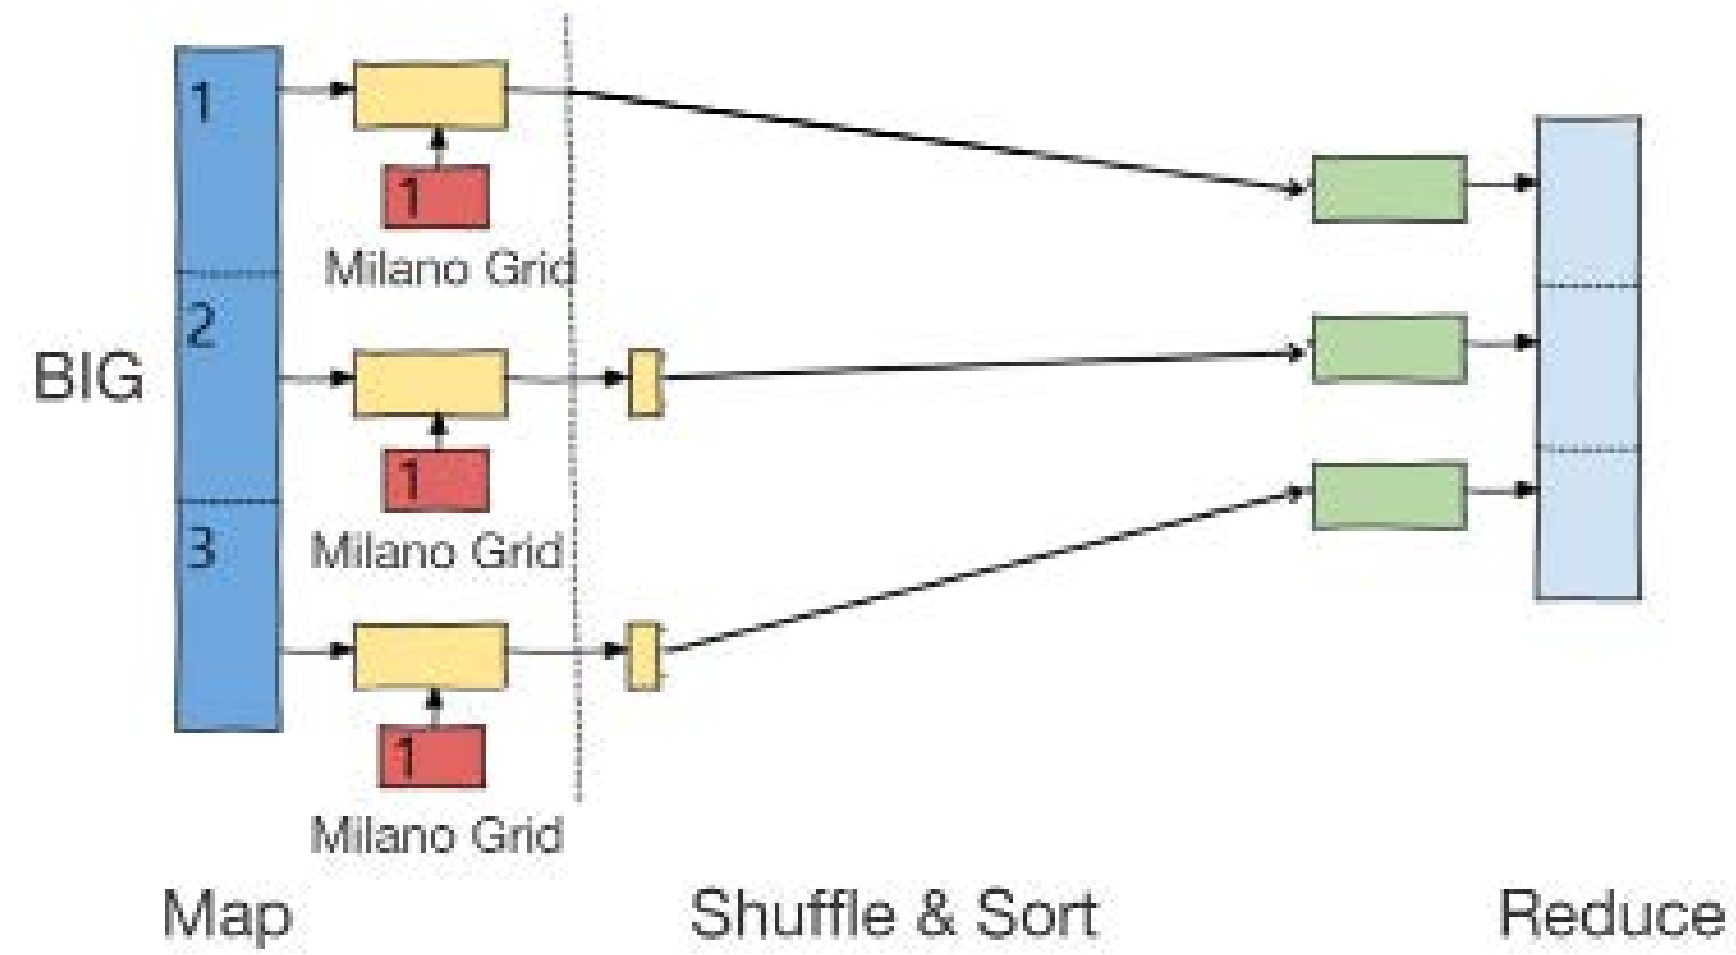 1
1
Milano Grid
2
BIG
1
Milano Grid
3
1
Milano Grid
Map
Shuffle & Sort
Reduce